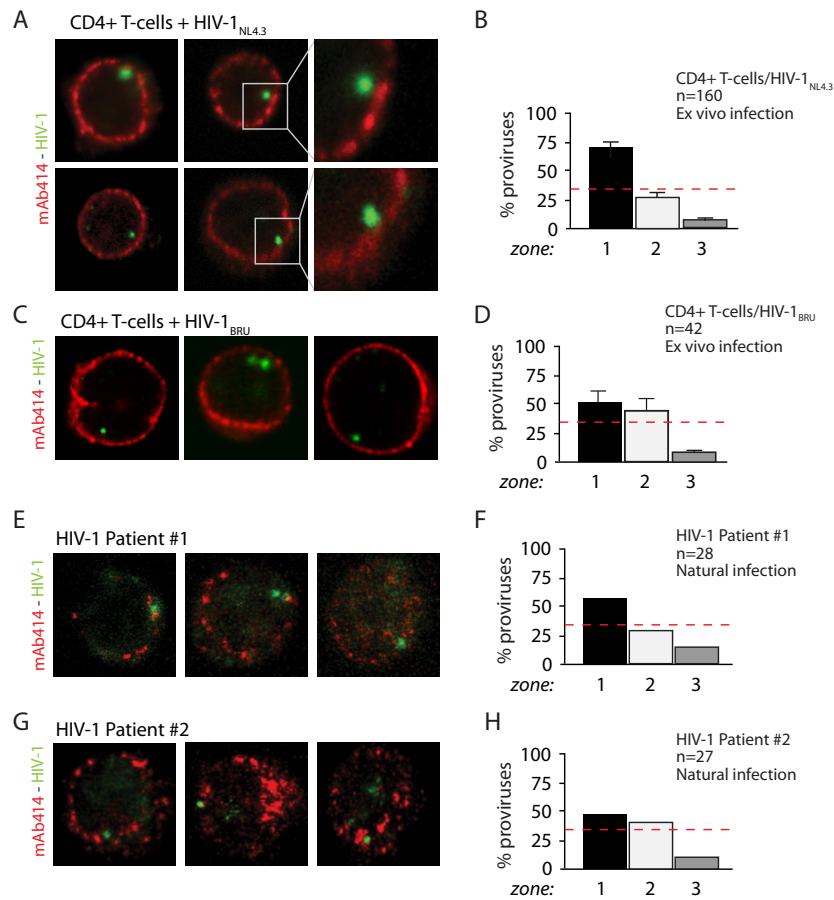 A
CD4+ T-cells + HIV-1NL4.3
mAb414 - HIV-1
B
CD4+ T-cells/HIV-1NL4.3
n=160
Ex vivo infection
% proviruses
100
75
50
25
0
zone: 1 2 3
C
CD4+ T-cells + HIV-1BRU
mAb414 - HIV-1
D
CD4+ T-cells/HIV-1BRU
n=42
Ex vivo infection
% proviruses
100
75
50
25
0
zone: 1 2 3
E
HIV-1 Patient #1
mAb414 - HIV-1
F
HIV-1 Patient #1
n=28
Natural infection
% proviruses
100
75
50
25
0
zone: 1 2 3
G
HIV-1 Patient #2
mAb414 - HIV-1
H
HIV-1 Patient #2
n=27
Natural infection
% proviruses
100
75
50
25
0
zone: 1 2 3